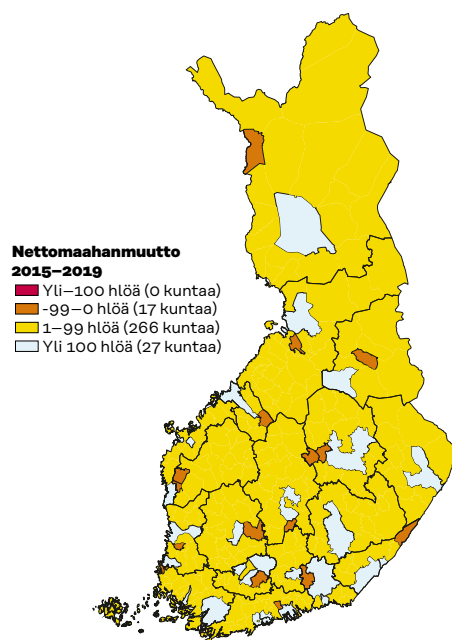 Nettomaahanmuutto
2015–2019
Yli–100 hlöä (0 kuntaa)
-99–0 hlöä (17 kuntaa)
1–99 hlöä (266 kuntaa)
Yli 100 hlöä (27 kuntaa)